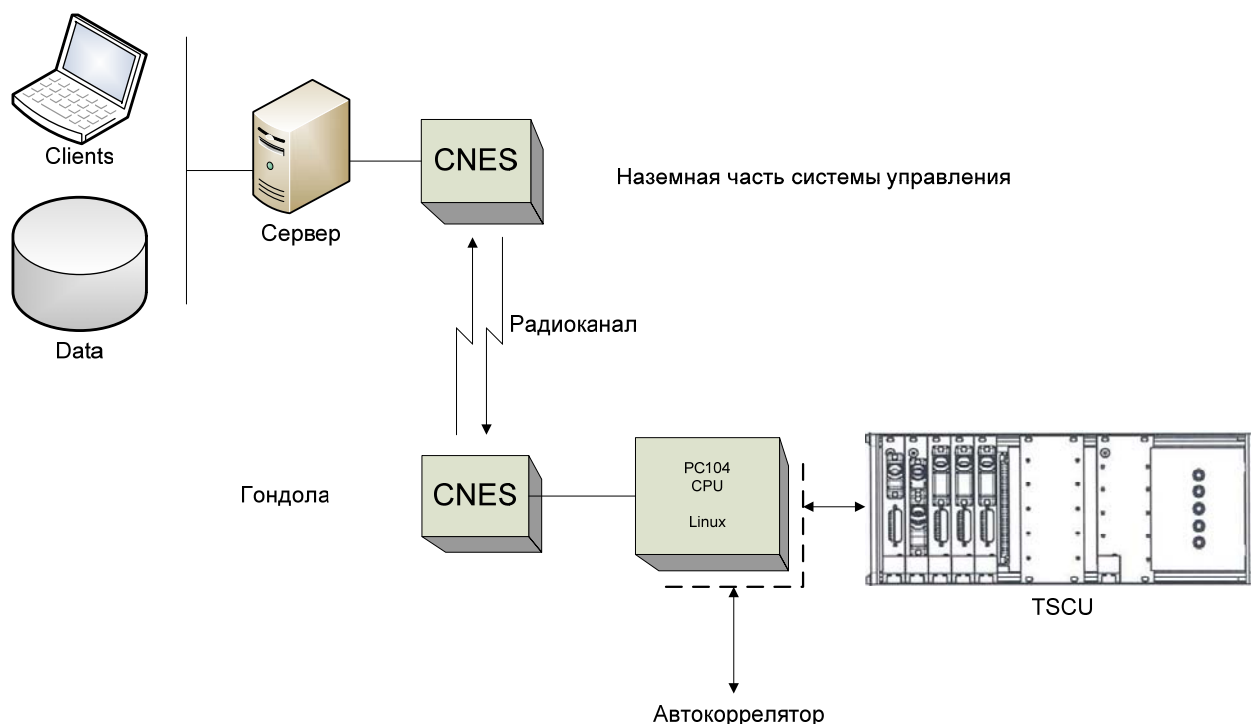 Clients
CNES
Наземная часть системы управления
Сервер
Data
Радиоканал
Гондола
CNES
PC104
CPU
Linux
TSCU
Автокоррелятор